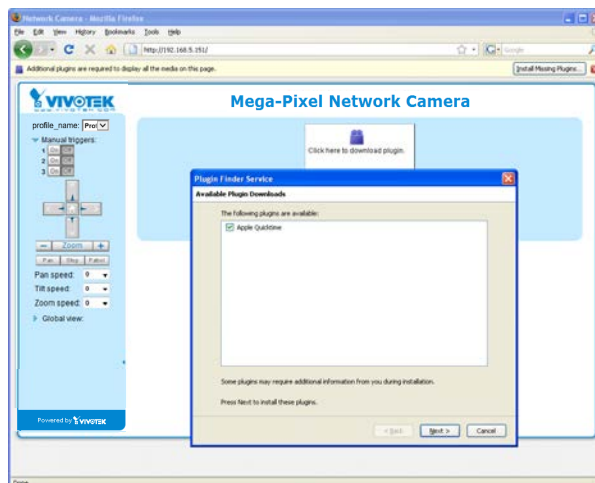 Network Camera - Mozilla Firefox
File Edit View History Bookmarks Tools Help
http://192.168.5.151/
Google
Additional plugins are required to display all the media on this page.
Install Missing Plugins...
VIVOTEK
www.vivotek.com
Mega-Pixel Network Camera
profile_name: Pro
Manual triggers:
1 On
2 On
3 On
Click here to download plugin.
Zoom
Pan Stop Patrol
Pan speed: 0
Tilt speed: 0
Zoom speed: 0
Global view:
Powered by VIVOTEK
Plugin Finder Service
Available Plugin Downloads
The following plugins are available:
Apple Quicktime
Some plugins may require additional information from you during installation.
Press Next to install these plugins.
< Back Next > Cancel
Done